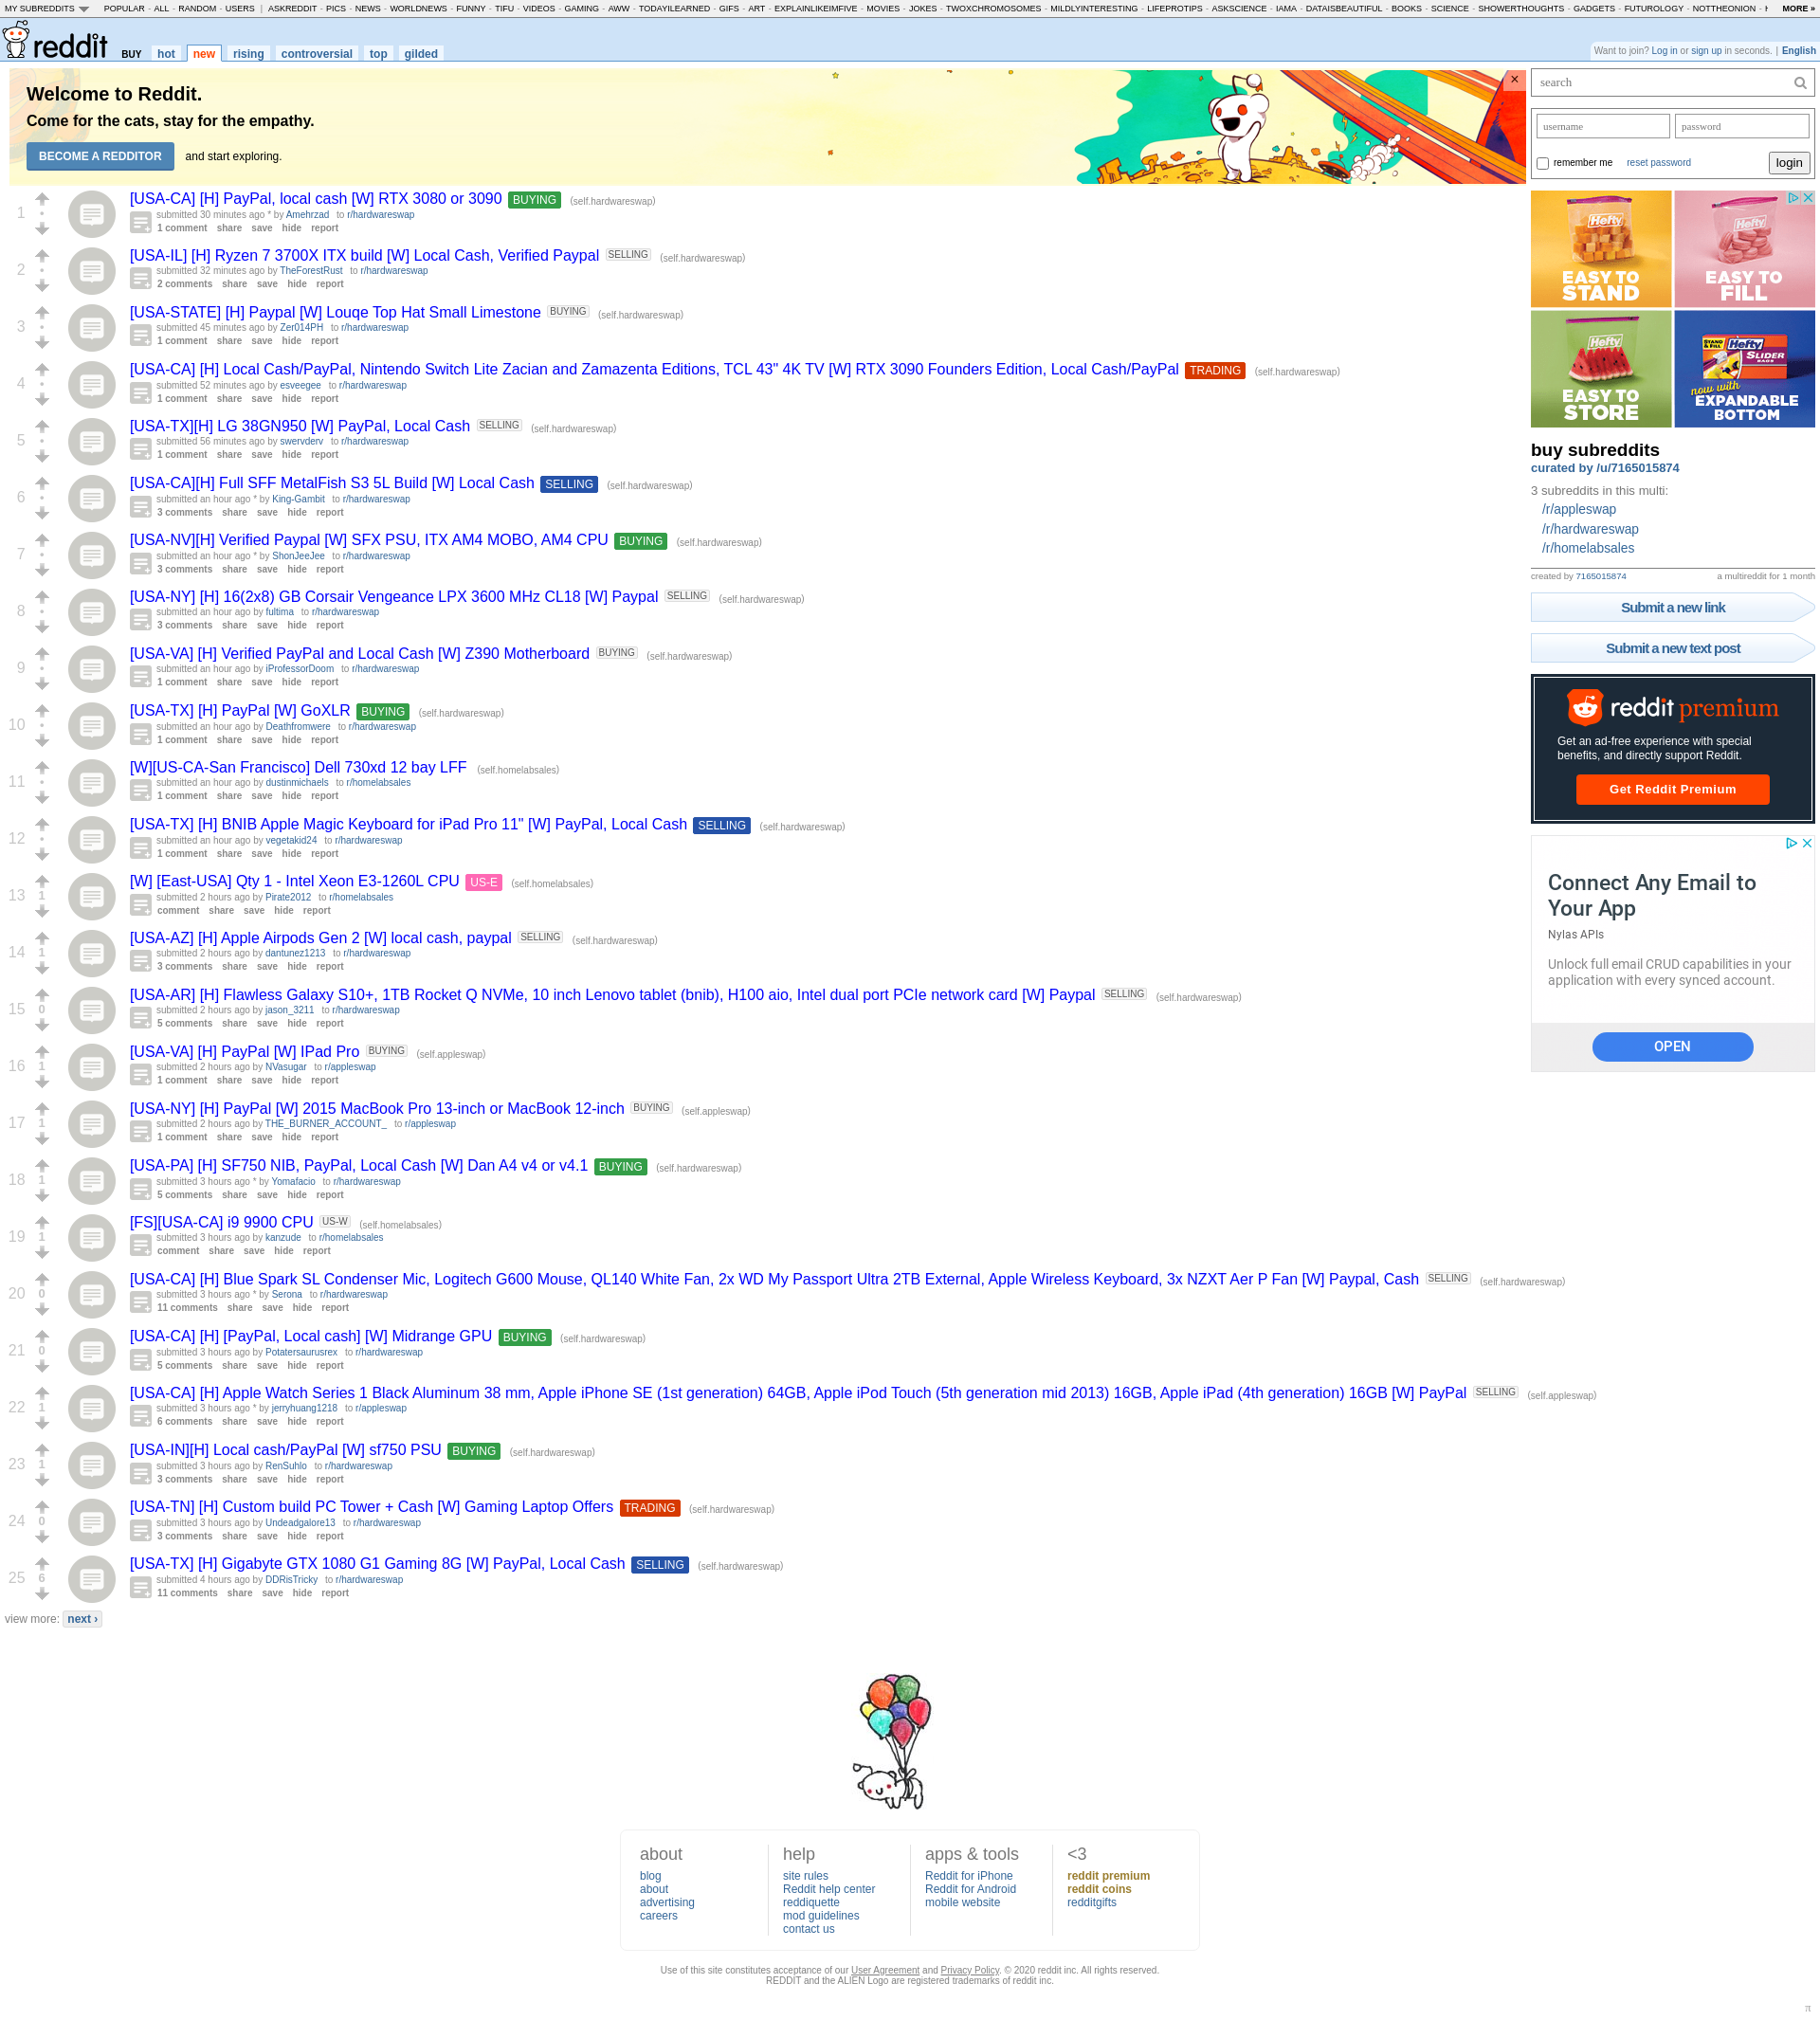 MY SUBREDDITS POPULAR - ALL - RANDOM - USERS | ASKREDDIT - PICS - NEWS - WORLDNEWS - FUNNY - TIFU - VIDEOS - GAMING - AWW - TODAYILEARNED - GIFS - ART - EXPLAINLIKEIMFIVE - MOVIES - JOKES - TWOXCHROMOSOMES - MILDLYINTERESTING - LIFEPROTIPS - ASKSCIENCE - IAMA - DATAISBEAUTIFUL - BOOKS - SCIENCE - SHOWERTHOUGHTS - GADGETS - FUTUROLOGY - NOTTHEONION - MORE »
reddit BUY hot new rising controversial top gilded
Want to join? Log in or sign up in seconds. | English
Welcome to Reddit.
Come for the cats, stay for the empathy.
BECOME A REDDITOR and start exploring.
×
1
[USA-CA] [H] PayPal, local cash [W] RTX 3080 or 3090 BUYING (self.hardwareswap)
submitted 30 minutes ago * by Amehrzad to r/hardwareswap
1 comment share save hide report
2
[USA-IL] [H] Ryzen 7 3700X ITX build [W] Local Cash, Verified Paypal SELLING (self.hardwareswap)
submitted 32 minutes ago by TheForestRust to r/hardwareswap
2 comments share save hide report
3
[USA-STATE] [H] Paypal [W] Louqe Top Hat Small Limestone BUYING (self.hardwareswap)
submitted 45 minutes ago by Zer014PH to r/hardwareswap
1 comment share save hide report
4
[USA-CA] [H] Local Cash/PayPal, Nintendo Switch Lite Zacian and Zamazenta Editions, TCL 43" 4K TV [W] RTX 3090 Founders Edition, Local Cash/PayPal TRADING (self.hardwareswap)
submitted 52 minutes ago by esveegee to r/hardwareswap
1 comment share save hide report
5
[USA-TX][H] LG 38GN950 [W] PayPal, Local Cash SELLING (self.hardwareswap)
submitted 56 minutes ago by swervderv to r/hardwareswap
1 comment share save hide report
6
[USA-CA][H] Full SFF MetalFish S3 5L Build [W] Local Cash SELLING (self.hardwareswap)
submitted an hour ago * by King-Gambit to r/hardwareswap
3 comments share save hide report
7
[USA-NV][H] Verified Paypal [W] SFX PSU, ITX AM4 MOBO, AM4 CPU BUYING (self.hardwareswap)
submitted an hour ago * by ShonJeeJee to r/hardwareswap
3 comments share save hide report
8
[USA-NY] [H] 16(2x8) GB Corsair Vengeance LPX 3600 MHz CL18 [W] Paypal SELLING (self.hardwareswap)
submitted an hour ago by fultima to r/hardwareswap
3 comments share save hide report
9
[USA-VA] [H] Verified PayPal and Local Cash [W] Z390 Motherboard BUYING (self.hardwareswap)
submitted an hour ago by iProfessorDoom to r/hardwareswap
1 comment share save hide report
10
[USA-TX] [H] PayPal [W] GoXLR BUYING (self.hardwareswap)
submitted an hour ago by Deathfromwere to r/hardwareswap
1 comment share save hide report
11
[W][US-CA-San Francisco] Dell 730xd 12 bay LFF (self.homelabsales)
submitted an hour ago by dustinmichaels to r/homelabsales
1 comment share save hide report
12
[USA-TX] [H] BNIB Apple Magic Keyboard for iPad Pro 11" [W] PayPal, Local Cash SELLING (self.hardwareswap)
submitted an hour ago by vegetakid24 to r/hardwareswap
1 comment share save hide report
13 1
[W] [East-USA] Qty 1 - Intel Xeon E3-1260L CPU US-E (self.homelabsales)
submitted 2 hours ago by Pirate2012 to r/homelabsales
comment share save hide report
14 1
[USA-AZ] [H] Apple Airpods Gen 2 [W] local cash, paypal SELLING (self.hardwareswap)
submitted 2 hours ago by dantunez1213 to r/hardwareswap
3 comments share save hide report
15 0
[USA-AR] [H] Flawless Galaxy S10+, 1TB Rocket Q NVMe, 10 inch Lenovo tablet (bnib), H100 aio, Intel dual port PCIe network card [W] Paypal SELLING (self.hardwareswap)
submitted 2 hours ago by jason_3211 to r/hardwareswap
5 comments share save hide report
16 1
[USA-VA] [H] PayPal [W] IPad Pro BUYING (self.appleswap)
submitted 2 hours ago by NVasugar to r/appleswap
1 comment share save hide report
17 1
[USA-NY] [H] PayPal [W] 2015 MacBook Pro 13-inch or MacBook 12-inch BUYING (self.appleswap)
submitted 2 hours ago by THE_BURNER_ACCOUNT_ to r/appleswap
1 comment share save hide report
18 1
[USA-PA] [H] SF750 NIB, PayPal, Local Cash [W] Dan A4 v4 or v4.1 BUYING (self.hardwareswap)
submitted 3 hours ago * by Yomafacio to r/hardwareswap
5 comments share save hide report
19 1
[FS][USA-CA] i9 9900 CPU US-W (self.homelabsales)
submitted 3 hours ago by kanzude to r/homelabsales
comment share save hide report
20 0
[USA-CA] [H] Blue Spark SL Condenser Mic, Logitech G600 Mouse, QL140 White Fan, 2x WD My Passport Ultra 2TB External, Apple Wireless Keyboard, 3x NZXT Aer P Fan [W] Paypal, Cash SELLING (self.hardwareswap)
submitted 3 hours ago * by Serona to r/hardwareswap
11 comments share save hide report
21 0
[USA-CA] [H] [PayPal, Local cash] [W] Midrange GPU BUYING (self.hardwareswap)
submitted 3 hours ago by Potatersaurusrex to r/hardwareswap
5 comments share save hide report
22 1
[USA-CA] [H] Apple Watch Series 1 Black Aluminum 38 mm, Apple iPhone SE (1st generation) 64GB, Apple iPod Touch (5th generation mid 2013) 16GB, Apple iPad (4th generation) 16GB [W] PayPal SELLING (self.appleswap)
submitted 3 hours ago * by jerryhuang1218 to r/appleswap
6 comments share save hide report
23 1
[USA-IN][H] Local cash/PayPal [W] sf750 PSU BUYING (self.hardwareswap)
submitted 3 hours ago by RenSuhlo to r/hardwareswap
3 comments share save hide report
24 0
[USA-TN] [H] Custom build PC Tower + Cash [W] Gaming Laptop Offers TRADING (self.hardwareswap)
submitted 3 hours ago by Undeadgalore13 to r/hardwareswap
3 comments share save hide report
25 6
[USA-TX] [H] Gigabyte GTX 1080 G1 Gaming 8G [W] PayPal, Local Cash SELLING (self.hardwareswap)
submitted 4 hours ago by DDRisTricky to r/hardwareswap
11 comments share save hide report
view more: next ›
search
username password
remember me reset password login
Hefty
EASY TO
STAND
Hefty
EASY TO
FILL
Hefty
EASY TO
STORE
STAND & FILL Hefty
SLIDER
BAGS
now with
EXPANDABLE
BOTTOM
buy subreddits
curated by /u/7165015874
3 subreddits in this multi:
/r/appleswap
/r/hardwareswap
/r/homelabsales
created by 7165015874 a multireddit for 1 month
Submit a new link
Submit a new text post
reddit premium
Get an ad-free experience with special
benefits, and directly support Reddit.
Get Reddit Premium
Connect Any Email to
Your App
Nylas APIs
Unlock full email CRUD capabilities in your
application with every synced account.
OPEN
about
blog
about
advertising
careers
help
site rules
Reddit help center
reddiquette
mod guidelines
contact us
apps & tools
Reddit for iPhone
Reddit for Android
mobile website
<3
reddit premium
reddit coins
redditgifts
Use of this site constitutes acceptance of our User Agreement and Privacy Policy. © 2020 reddit inc. All rights reserved.
REDDIT and the ALIEN Logo are registered trademarks of reddit inc.
π